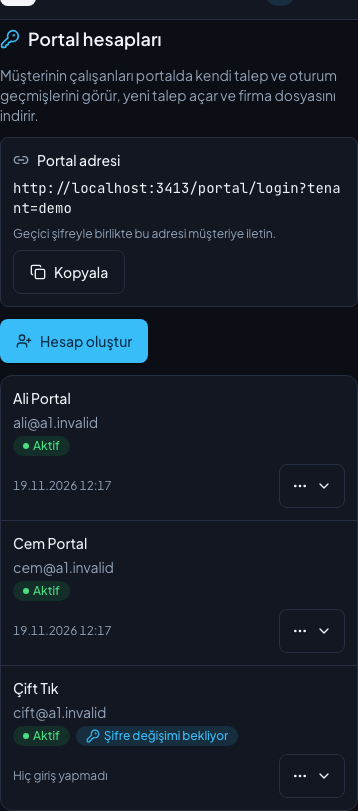 Portal hesapları
Müşterinin çalışanları portalda kendi talep ve oturum
geçmişlerini görür, yeni talep açar ve firma dosyasını
indirir.
Portal adresi
http://localhost:3413/portal/login?tena
nt=demo
Geçici şifreyle birlikte bu adresi müşteriye iletin.
Kopyala
Hesap oluştur
Ali Portal
ali@a1.invalid
Aktif
19.11.2026 12:17
Cem Portal
cem@a1.invalid
Aktif
19.11.2026 12:17
Çift Tık
cift@a1.invalid
Aktif Şifre değişimi bekliyor
Hiç giriş yapmadı